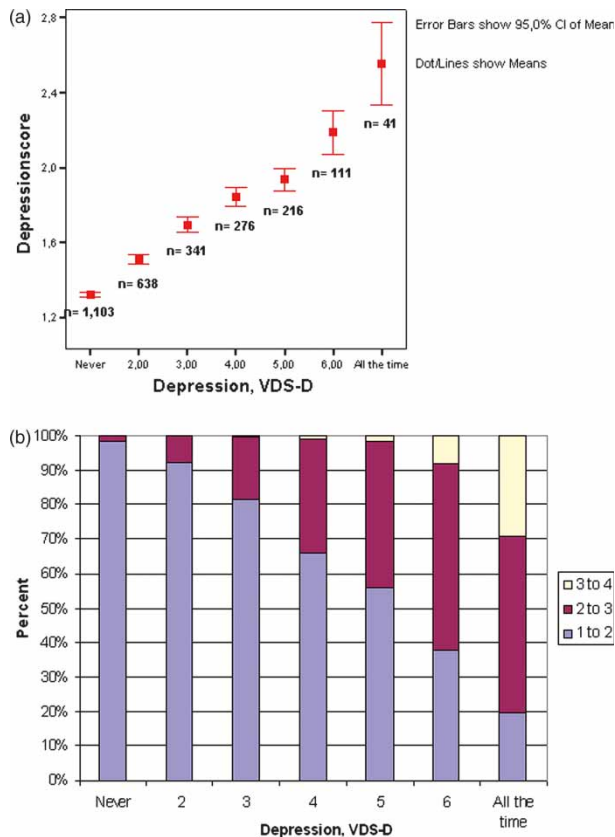 (a)
2,8
2,4
2,0
1,6
1,2
Depressionscore
n= 1,103
n= 638
n= 341
n= 276
n= 216
n= 111
n= 41
Never 2,00 3,00 4,00 5,00 6,00 All the time
Depression, VDS-D
Error Bars show 95,0% CI of Mean
Dot/Lines show Means
(b)
100%
90%
80%
70%
60%
50%
40%
30%
20%
10%
0%
Percent
Never 2 3 4 5 6 All the
time
Depression, VDS-D
3 to 4
2 to 3
1 to 2